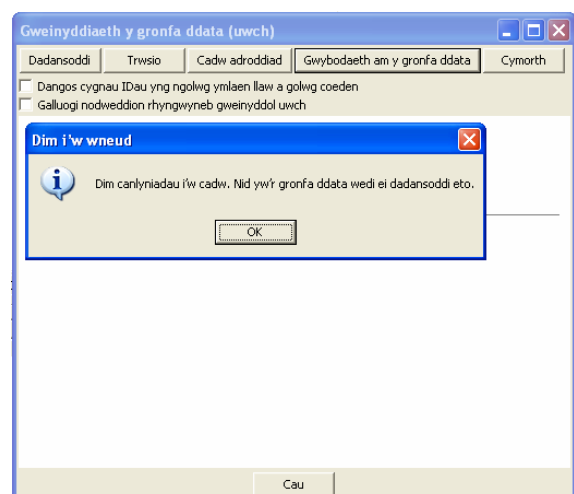 Gweinyddiaeth y gronfa ddata (uwch)
Dadansoddi Trwsio Cadw adroddiad Gwybodaeth am y gronfa ddata Cymorth
Dangos cygnau IDau yng ngolwg ymlaen llaw a golwg coeden
Galluogi nodweddion rhyngwyneb gweinyddol uwch
Dim i'w wneud
Dim canlyniadau i'w cadw. Nid yw'r gronfa ddata wedi ei dadansoddi eto.
OK
Cau